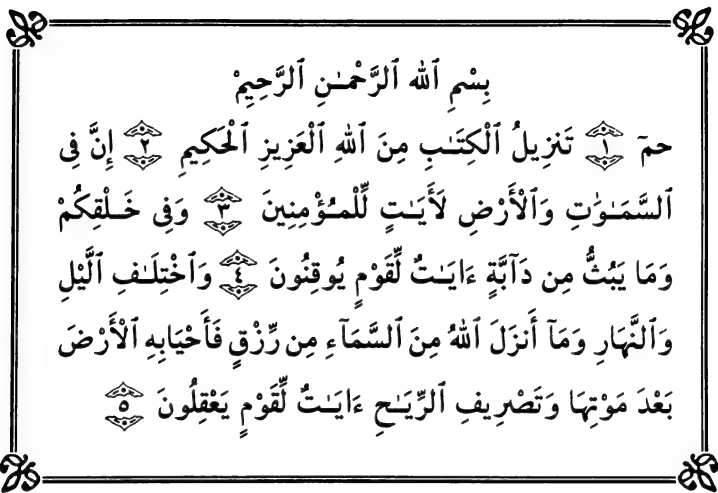 بِسْمِ ٱللَّهِ ٱلرَّحْمَـٰنِ ٱلرَّحِيمِ
حمٓ ١ تَنزِيلُ ٱلْكِتَـٰبِ مِنَ ٱللَّهِ ٱلْعَزِيزِ ٱلْحَكِيمِ ٢ إِنَّ فِى
ٱلسَّمَـٰوَٰتِ وَٱلْأَرْضِ لَأَيَـٰتٍ لِّلْمُؤْمِنِينَ ٣ وَفِى خَلْقِكُمْ
وَمَا يَبُثُّ مِن دَآبَّةٍ ءَايَـٰتٌ لِّقَوْمٍ يُوقِنُونَ ٤ وَٱخْتِلَـٰفِ ٱلَّيْلِ
وَٱلنَّهَارِ وَمَآ أَنزَلَ ٱللَّهُ مِنَ ٱلسَّمَآءِ مِن رِّزْقٍ فَأَحْيَا بِهِ ٱلْأَرْضَ
بَعْدَ مَوْتِهَا وَتَصْرِيفِ ٱلرِّيَـٰحِ ءَايَـٰتٌ لِّقَوْمٍ يَعْقِلُونَ ٥